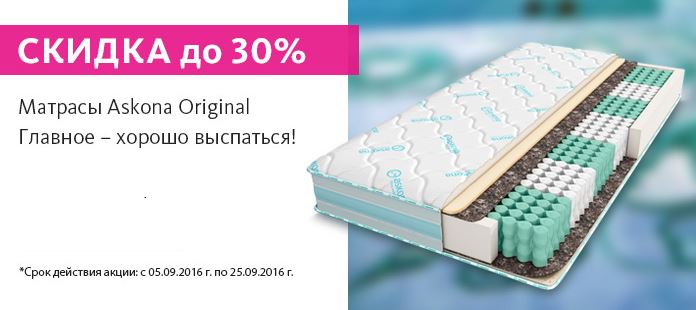 СКИДКА до 30%
Матрасы Askona Original
Главное – хорошо выспаться!
*Срок действия акции: с 05.09.2016 г. по 25.09.2016 г.
askona